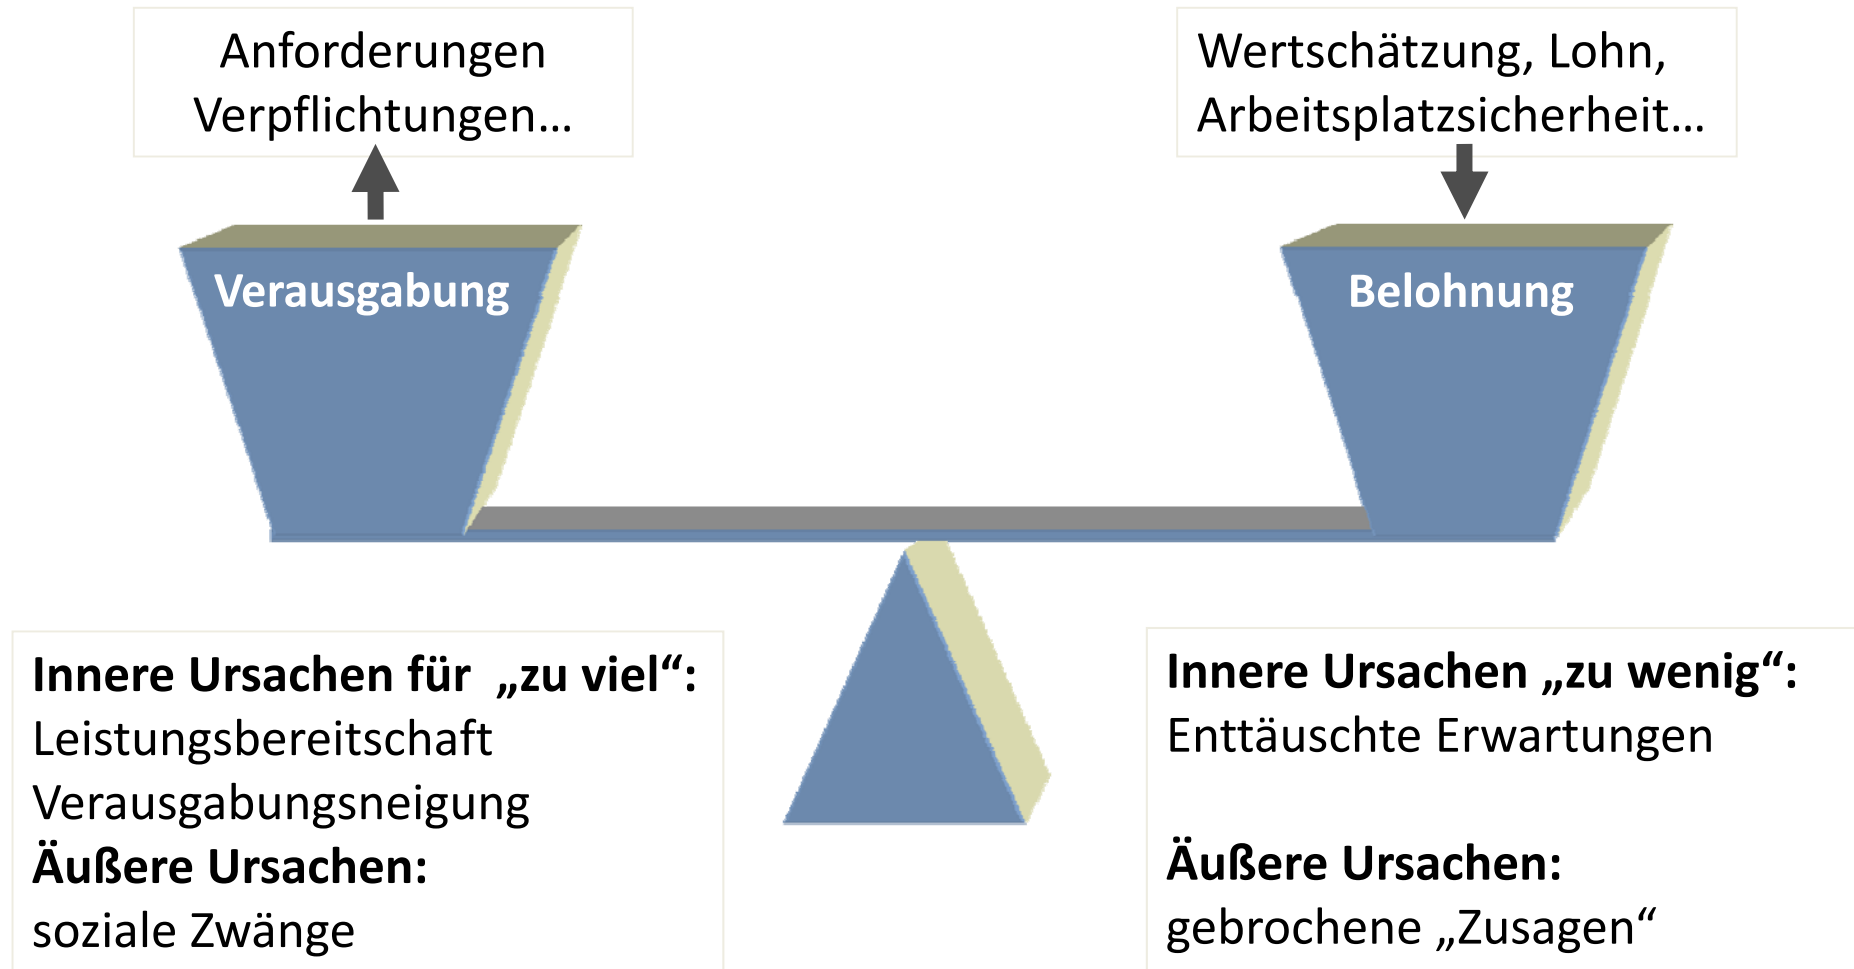 Anforderungen
Verpflichtungen…
Wertschätzung, Lohn,
Arbeitsplatzsicherheit…
Verausgabung
Belohnung
Innere Ursachen für „zu viel“:
Leistungsbereitschaft
Verausgabungsneigung
Äußere Ursachen:
soziale Zwänge
Innere Ursachen „zu wenig“:
Enttäuschte Erwartungen
Äußere Ursachen:
gebrochene „Zusagen“